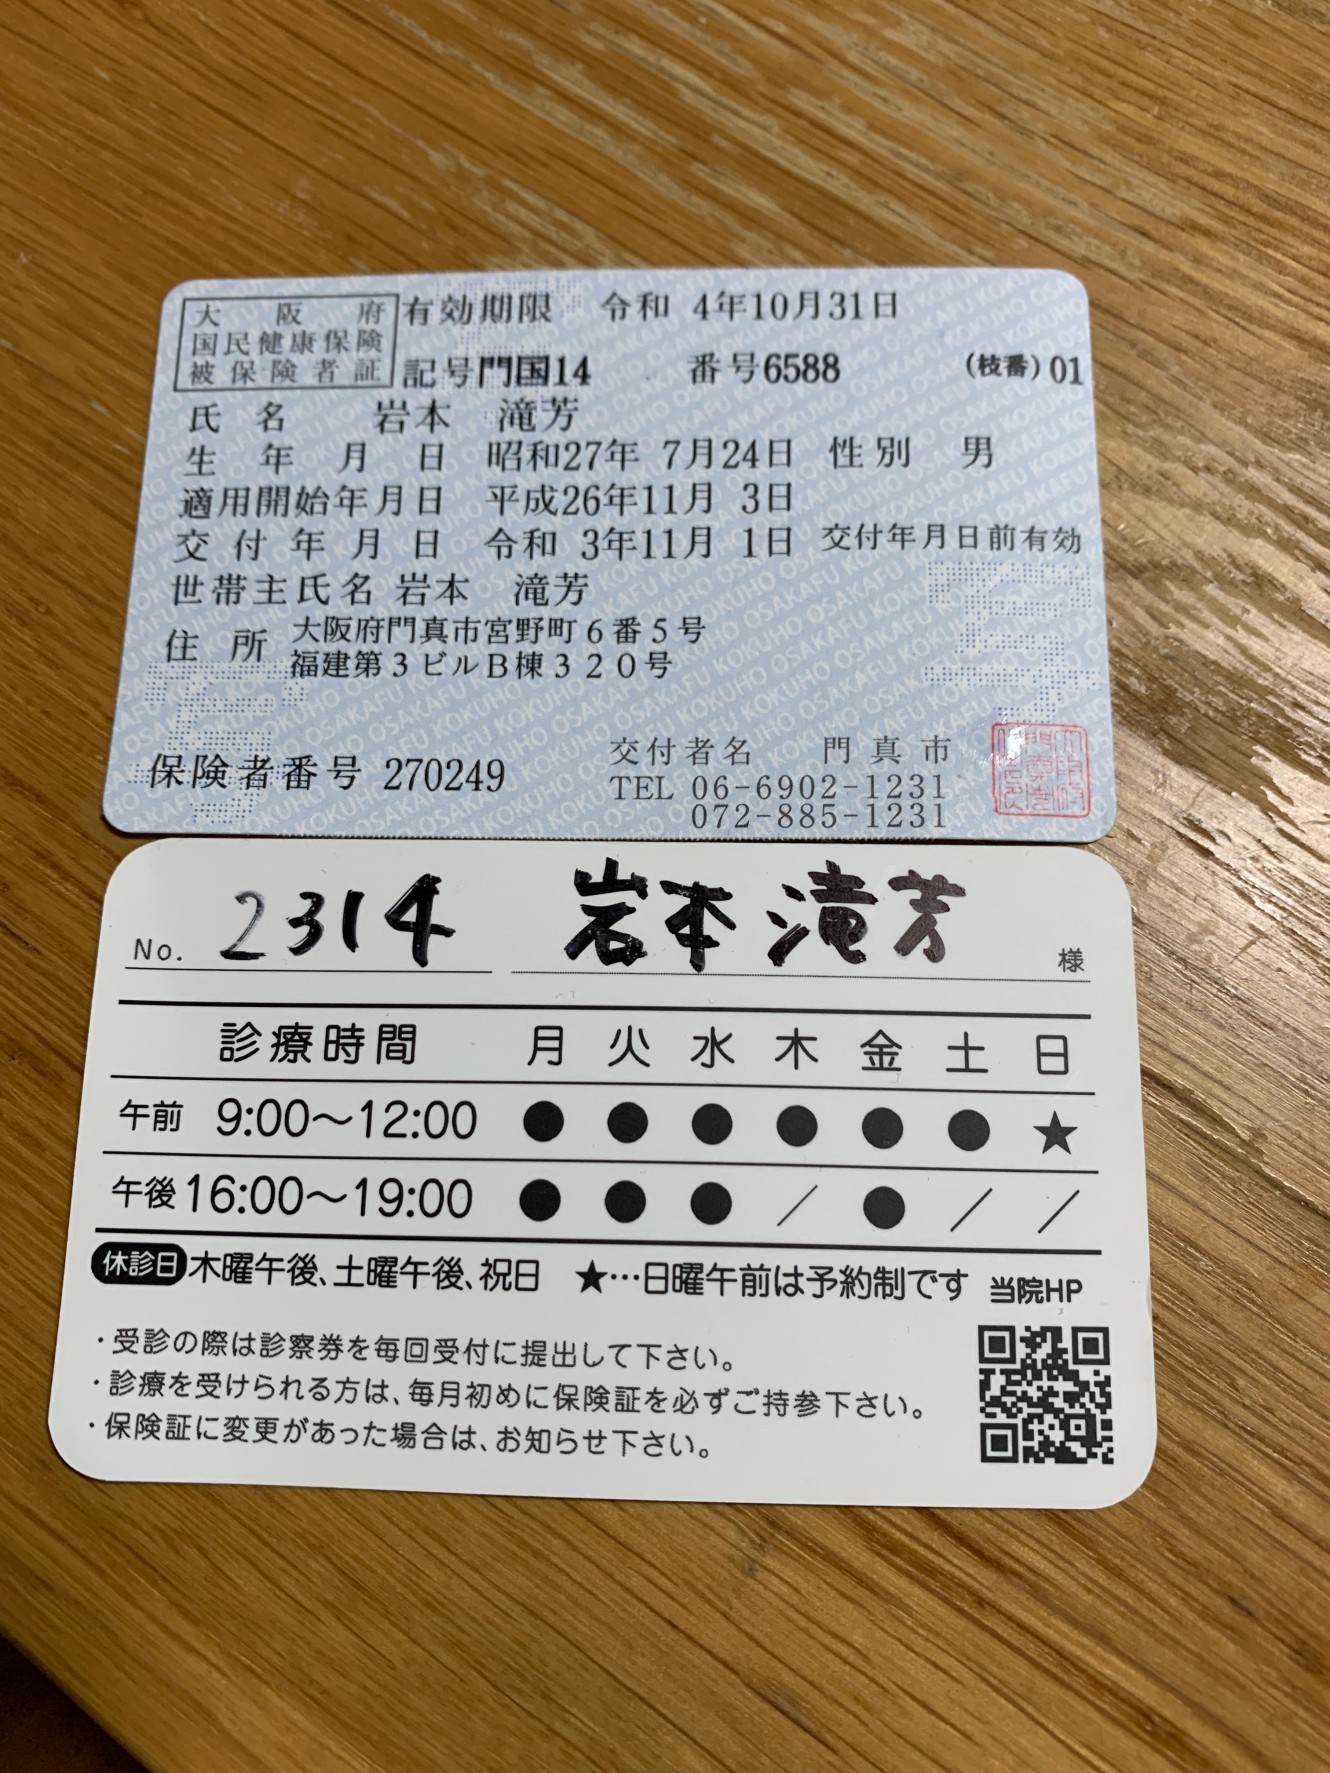 大阪府
国民健康保険
被保険者証
有効期限 令和 4年10月31日
記号門国14 番号6588 (枝番)01
氏名 岩本 滝芳
生年月日 昭和27年 7月24日 性別 男
適用開始年月日 平成26年11月 3日
交付年月日 令和 3年11月 1日 交付年月日前有効
世帯主氏名 岩本 滝芳
住所 大阪府門真市宮野町6番5号
福建第3ビルB棟320号
保険者番号 270249
交付者名 門真市
TEL 06-6902-1231
072-885-1231
No. 2314 岩本 滝芳 様
診療時間 月 火 水 木 金 土 日
午前 9:00～12:00 ● ● ● ● ● ● ★
午後 16:00～19:00 ● ● ● ／ ● ／ ／
休診日 木曜午後、土曜午後、祝日 ★…日曜午前は予約制です 当院HP
・受診の際は診察券を毎回受付に提出して下さい。
・診療を受けられる方は、毎月初めに保険証を必ずご持参下さい。
・保険証に変更があった場合は、お知らせ下さい。